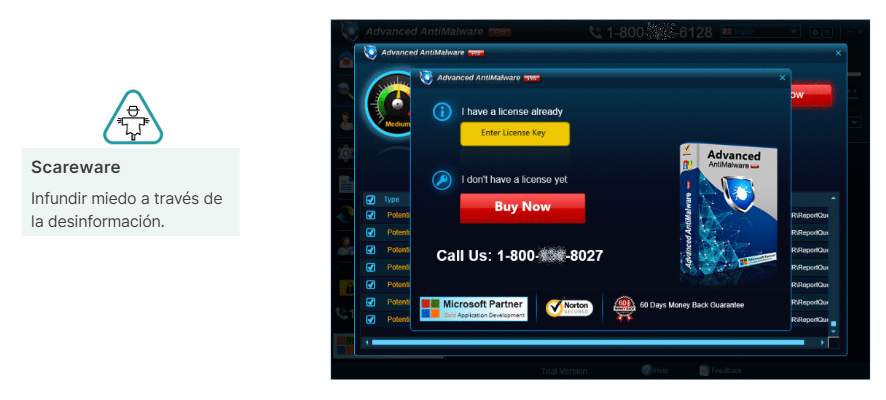 Scareware
Infundir miedo a través de
la desinformación.
Advanced AntiMalware PRO
1-800- -6128
English
Advanced AntiMalware PRO
Advanced AntiMalware PRO
I have a license already
Enter License Key
I don't have a license yet
Buy Now
Call Us: 1-800- -8027
Microsoft Partner
Gold Application Development
Norton
SECURED
60 Days Money Back Guarantee
Advanced
AntiMalware
Advanced AntiMalware
Medium
Type
Potenti
R\ReportQue
Potenti
R\ReportQue
Potenti
R\ReportQue
Potenti
R\ReportQue
Potenti
R\ReportQue
Potenti
R\ReportQue
Potenti
R\ReportQue
Trial Version
Help
Feedback